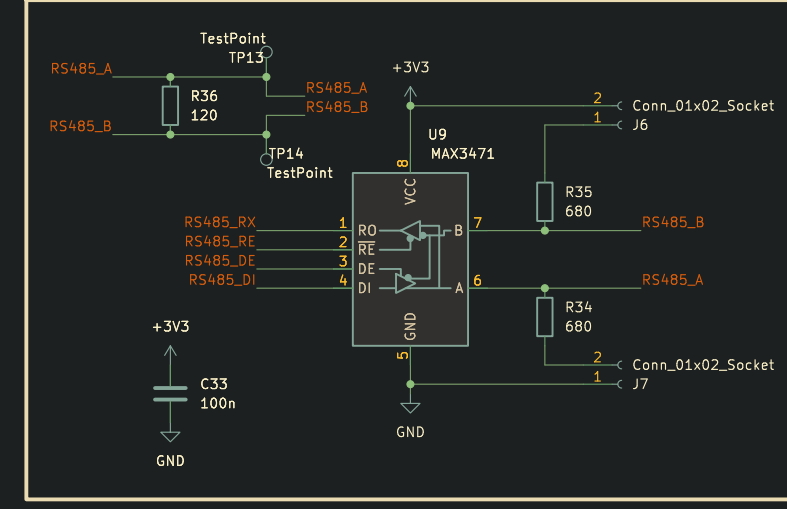 TestPoint
TP13
RS485_A
RS485_A
R36
120
RS485_B
RS485_B
TP14
TestPoint
+3V3
2
Conn_01x02_Socket
1
J6
U9
MAX3471
8
VCC
R35
680
RS485_RX
1
RO
B
7
RS485_B
RS485_RE
2
RE
RS485_DE
3
DE
RS485_DI
4
DI
A
6
RS485_A
R34
680
GND
5
+3V3
C33
100n
GND
2
Conn_01x02_Socket
1
J7
GND